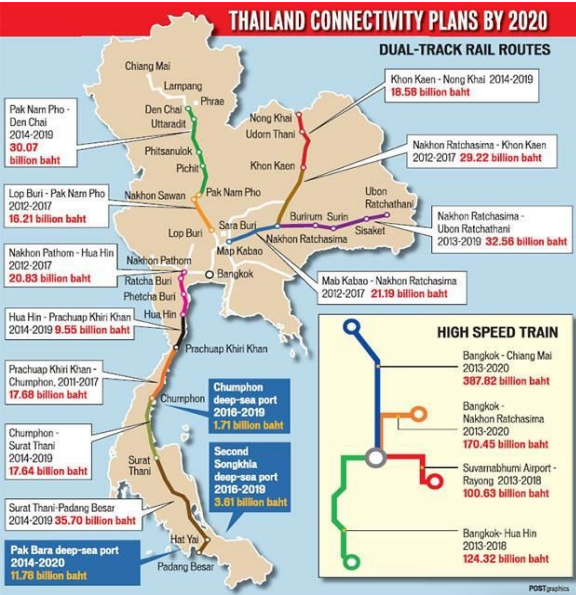 THAILAND CONNECTIVITY PLANS BY 2020
DUAL-TRACK RAIL ROUTES
Chiang Mai
Lampang
Phrae
Den Chai
Uttaradit
Phitsanulok
Pichit
Nakhon Sawan
Pak Nam Pho
Lop Buri
Sara Buri
Map Kabao
Nong Khai
Udorn Thani
Khon Kaen
Ubon
Ratchathani
Burirum
Surin
Sisaket
Nakhon Ratchasima
Nakhon Pathom
Bangkok
Ratcha Buri
Phetcha Buri
Hua Hin
Prachuap Khiri Khan
Chumphon
Surat
Thani
Hat Yai
Padang Besar
Khon Kaen - Nong Khai 2014-2019
18.58 billion baht
Nakhon Ratchasima - Khon Kaen
2012-2017 29.22 billion baht
Nakhon Ratchasima -
Ubon Ratchathani
2013-2019 32.56 billion baht
Mab Kabao - Nakhon Ratchasima
2012-2017 21.19 billion baht
Pak Nam Pho -
Den Chai
2014-2019
30.07
billion baht
Lop Buri - Pak Nam Pho
2012-2017
16.21 billion baht
Nakhon Pathom - Hua Hin
2012-2017
20.83 billion baht
Hua Hin - Prachuap Khiri Khan
2014-2019 9.55 billion baht
Prachuap Khiri Khan -
Chumphon, 2011-2017
17.68 billion baht
Chumphon -
Surat Thani
2014-2019
17.64 billion baht
Surat Thani-Padang Besar
2014-2019 35.70 billion baht
Pak Bara deep-sea port
2014-2020
11.78 billion baht
Chumphon
deep-sea port
2016-2019
1.71 billion baht
Second
Songkhla
deep-sea port
2016-2019
3.61 billion baht
HIGH SPEED TRAIN
Bangkok - Chiang Mai
2013-2020
387.82 billion baht
Bangkok -
Nakhon Ratchasima
2013-2020
170.45 billion baht
Suvarnabhumi Airport -
Rayong 2013-2018
100.63 billion baht
Bangkok- Hua Hin
2013-2018
124.32 billion baht
POSTgraphics